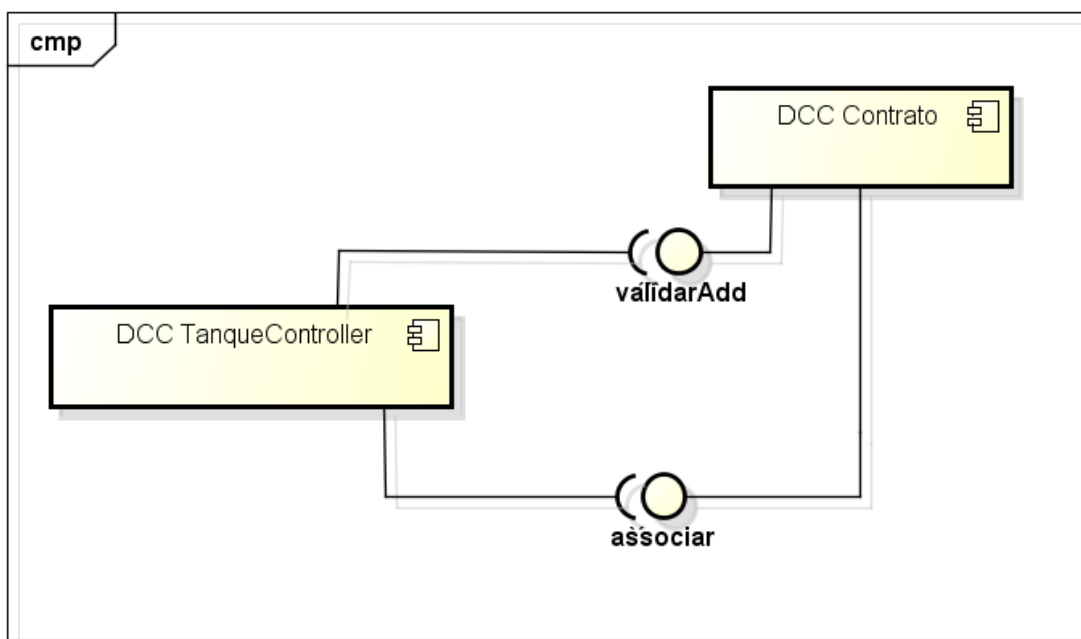 cmp
DCC Contrato
validarAdd
DCC TanqueController
associar